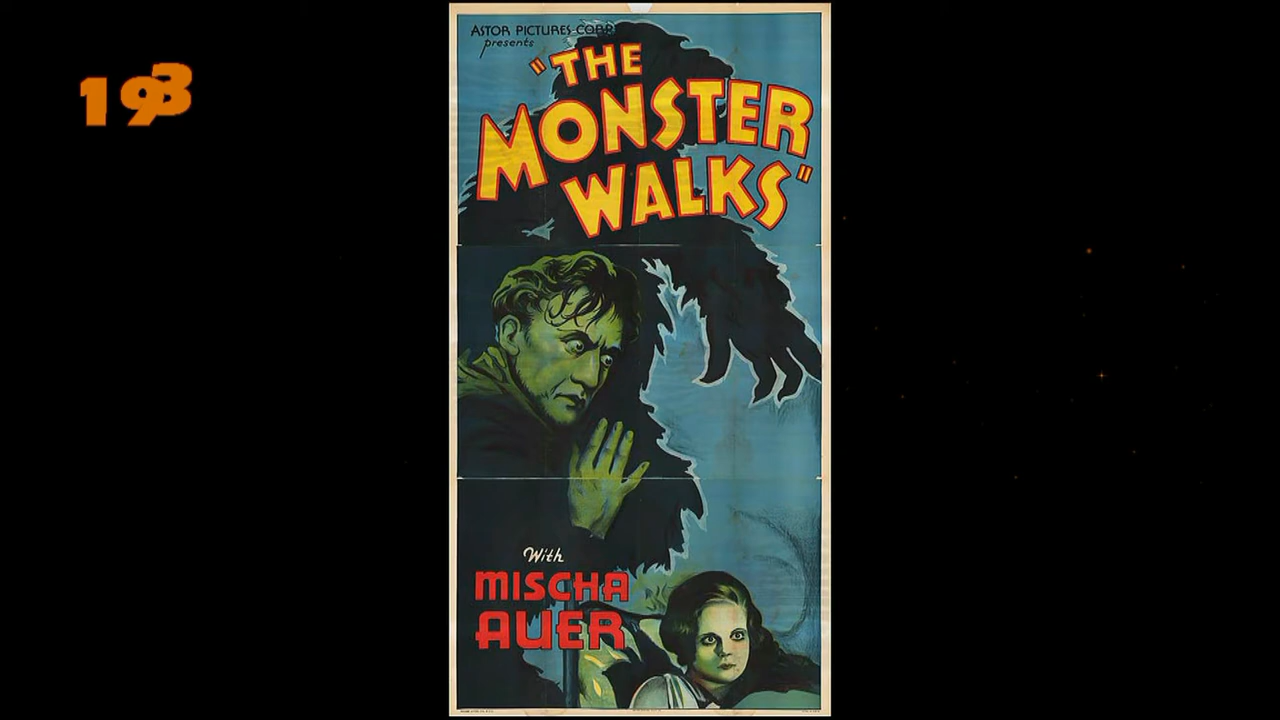 193
ASTOR PICTURES CORP.
presents
"THE
MONSTER
WALKS"
With
MISCHA
AUER